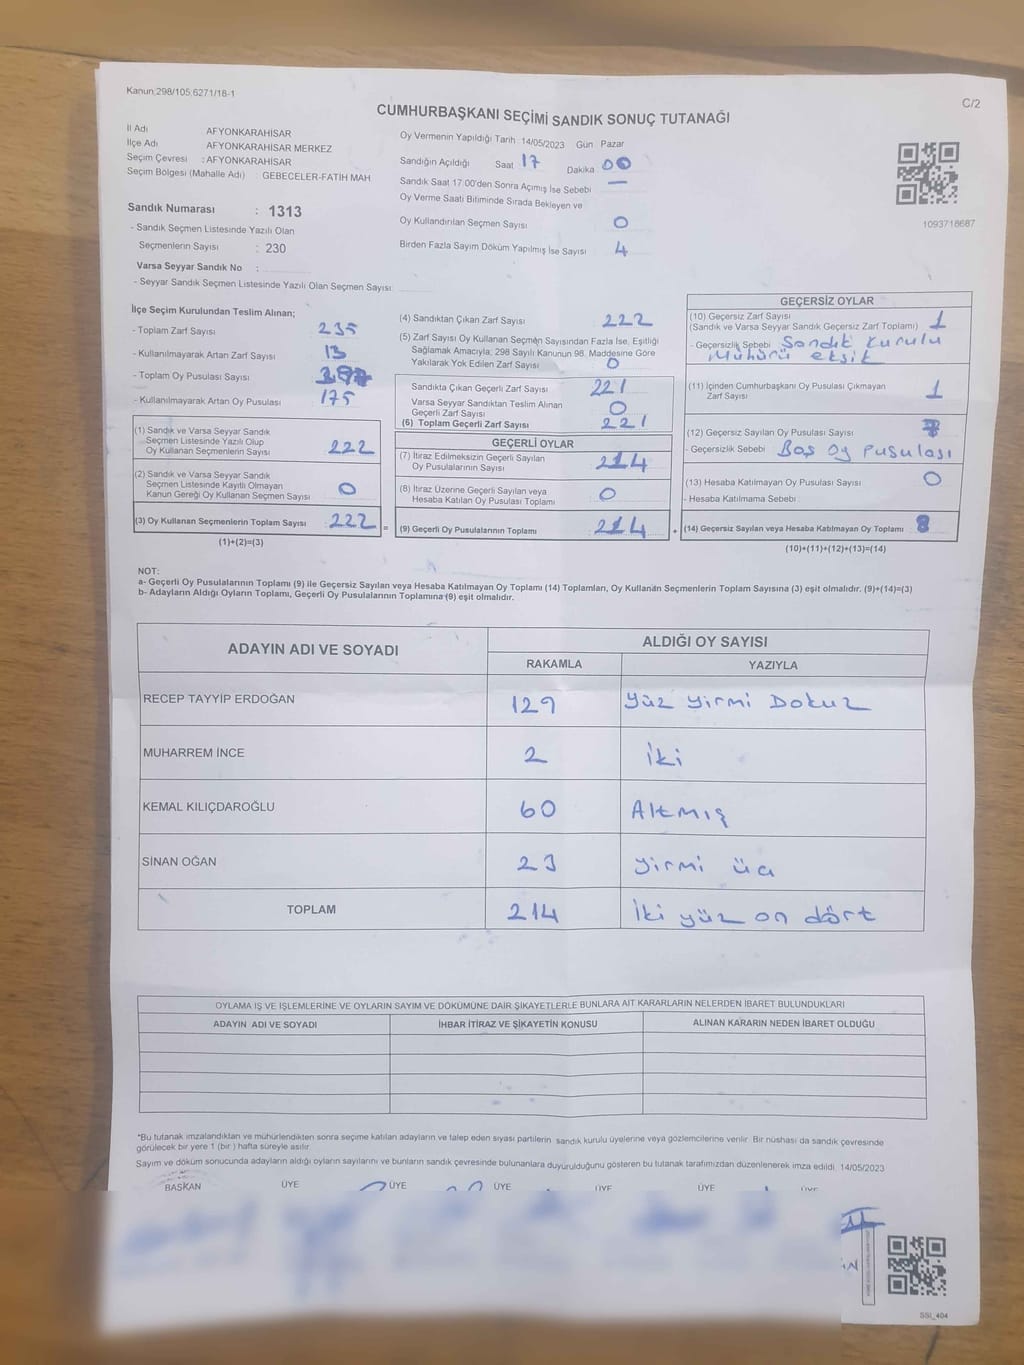 Kanun:298/105,6271/18-1
C/2
CUMHURBAŞKANI SEÇİMİ SANDIK SONUÇ TUTANAĞI
İl Adı AFYONKARAHİSAR
İlçe Adı AFYONKARAHİSAR MERKEZ
Seçim Çevresi : AFYONKARAHİSAR
Seçim Bölgesi (Mahalle Adı) : GEBECELER-FATİH MAH
Sandık Numarası : 1313
- Sandık Seçmen Listesinde Yazılı Olan
Seçmenlerin Sayısı : 230
Varsa Seyyar Sandık No :
- Seyyar Sandık Seçmen Listesinde Yazılı Olan Seçmen Sayısı:
Oy Vermenin Yapıldığı Tarih : 14/05/2023 Gün Pazar
Sandığın Açıldığı Saat 17 Dakika 00
Sandık Saat 17:00'den Sonra Açımış İse Sebebi —
Oy Verme Saati Bitiminde Sırada Bekleyen ve
Oy Kullandırılan Seçmen Sayısı 0
Birden Fazla Sayım Döküm Yapılmış İse Sayısı 4
1093718687
İlçe Seçim Kurulundan Teslim Alınan;
- Toplam Zarf Sayısı 235
- Kullanılmayarak Artan Zarf Sayısı 13
- Toplam Oy Pusulası Sayısı
- Kullanılmayarak Artan Oy Pusulası 175
(1) Sandık ve Varsa Seyyar Sandık
Seçmen Listesinde Yazılı Olup
Oy Kullanan Seçmenlerin Sayısı 222
(2) Sandık ve Varsa Seyyar Sandık
Seçmen Listesinde Kayıtlı Olmayan
Kanun Gereği Oy Kullanan Seçmen Sayısı 0
(3) Oy Kullanan Seçmenlerin Toplam Sayısı 222 =
(1)+(2)=(3)
(4) Sandıktan Çıkan Zarf Sayısı 222
(5) Zarf Sayısı Oy Kullanan Seçmen Sayısından Fazla İse, Eşitliği
Sağlamak Amacıyla, 298 Sayılı Kanunun 98. Maddesine Göre
Yakılarak Yok Edilen Zarf Sayısı 0
Sandıkta Çıkan Geçerli Zarf Sayısı 221
Varsa Seyyar Sandıktan Teslim Alınan
Geçerli Zarf Sayısı 0
(6) Toplam Geçerli Zarf Sayısı 221
GEÇERLİ OYLAR
(7) İtiraz Edilmeksizin Geçerli Sayılan
Oy Pusulalarının Sayısı 214
(8) İtiraz Üzerine Geçerli Sayılan veya
Hesaba Katılan Oy Pusulası Toplamı 0
(9) Geçerli Oy Pusulalarının Toplamı 214 +
GEÇERSİZ OYLAR
(10) Geçersiz Zarf Sayısı
(Sandık ve Varsa Seyyar Sandık Geçersiz Zarf Toplamı) 1
- Geçersizlik Sebebi Sandık kurulu
Mühürü eksik
(11) İçinden Cumhurbaşkanı Oy Pusulası Çıkmayan
Zarf Sayısı 1
(12) Geçersiz Sayılan Oy Pusulası Sayısı
- Geçersizlik Sebebi: Boş Oy Pusulası
(13) Hesaba Katılmayan Oy Pusulası Sayısı 0
- Hesaba Katılmama Sebebi
(14) Geçersiz Sayılan veya Hesaba Katılmayan Oy Toplamı 8
(10)+(11)+(12)+(13)=(14)
NOT:
a- Geçerli Oy Pusulalarının Toplamı (9) ile Geçersiz Sayılan veya Hesaba Katılmayan Oy Toplamı (14) Toplamları, Oy Kullanan Seçmenlerin Toplam Sayısına (3) eşit olmalıdır. (9)+(14)=(3)
b- Adayların Aldığı Oyların Toplamı, Geçerli Oy Pusulalarının Toplamına (9) eşit olmalıdır.
ADAYIN ADI VE SOYADI ALDIĞI OY SAYISI
RAKAMLA YAZIYLA
RECEP TAYYİP ERDOĞAN 129 Yüz yirmi Dokuz
MUHARREM İNCE 2 İki
KEMAL KILIÇDAROĞLU 60 Altmış
SİNAN OĞAN 23 Yirmi üç
TOPLAM 214 İki yüz on dört
OYLAMA İŞ VE İŞLEMLERİNE VE OYLARIN SAYIM VE DÖKÜMÜNE DAİR ŞİKAYETLERLE BUNLARA AİT KARARLARIN NELERDEN İBARET BULUNDUKLARI
ADAYIN ADI VE SOYADI İHBAR İTİRAZ VE ŞİKAYETİN KONUSU ALINAN KARARIN NEDEN İBARET OLDUĞU
*Bu tutanak imzalandıktan ve mühürlendikten sonra seçime katılan adayların ve talep eden siyasi partilerin sandık kurulu üyelerine veya gözlemcilerine verilir. Bir nüshası da sandık çevresinde
görülecek bir yere 1 (bir) hafta süreyle asılır.
Sayım ve döküm sonucunda adayların aldığı oyların sayılarını ve bunların sandık çevresinde bulunanlara duyurulduğunu gösteren bu tutanak tarafımızdan düzenlenerek imza edildi. 14/05/2023
BAŞKAN ÜYE ÜYE ÜYE ÜYE ÜYE ÜYE
SSI_404